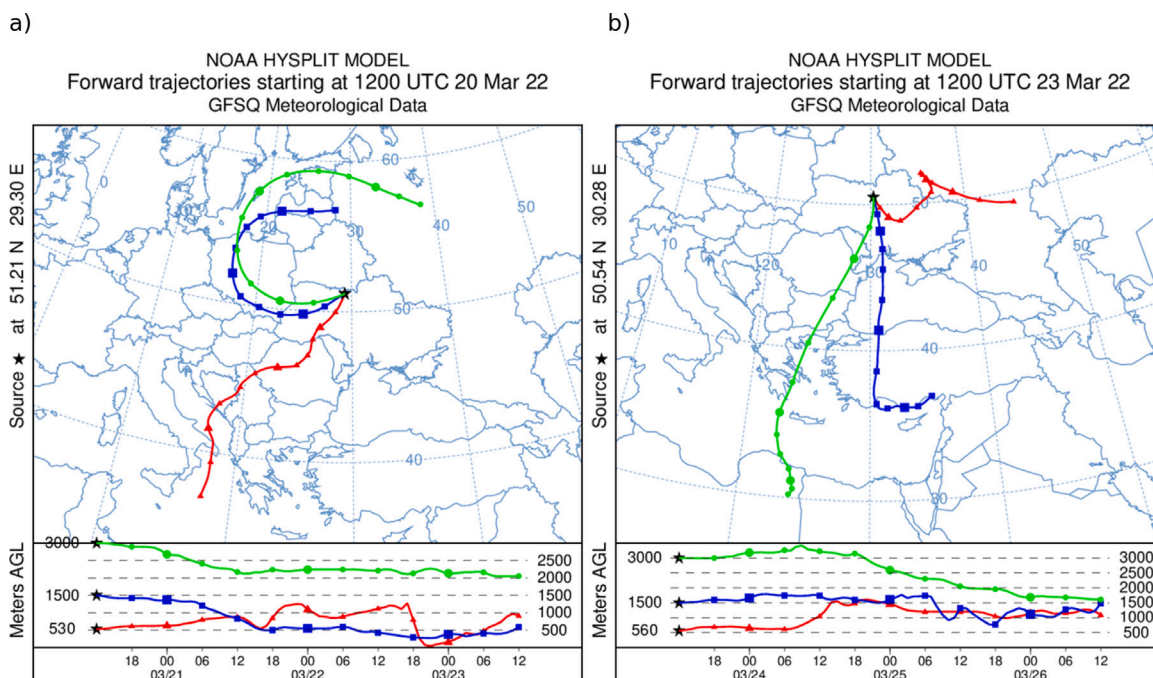 a)
NOAA HYSPLIT MODEL
Forward trajectories starting at 1200 UTC 20 Mar 22
GFSQ Meteorological Data
Source ★ at 51.21 N 29.30 E
0
60
50
40
20
30
50
40
Meters AGL
3000
1500
530
2500
2000
1500
1000
500
18 00 06 12 18 00 06 12 18 00 06 12
03/21 03/22 03/23
b)
NOAA HYSPLIT MODEL
Forward trajectories starting at 1200 UTC 23 Mar 22
GFSQ Meteorological Data
Source ★ at 50.54 N 30.28 E
50
10
20
30
40
50
40
30
Meters AGL
3000
1500
560
3000
2500
2000
1500
1000
500
18 00 06 12 18 00 06 12 18 00 06 12
03/24 03/25 03/26